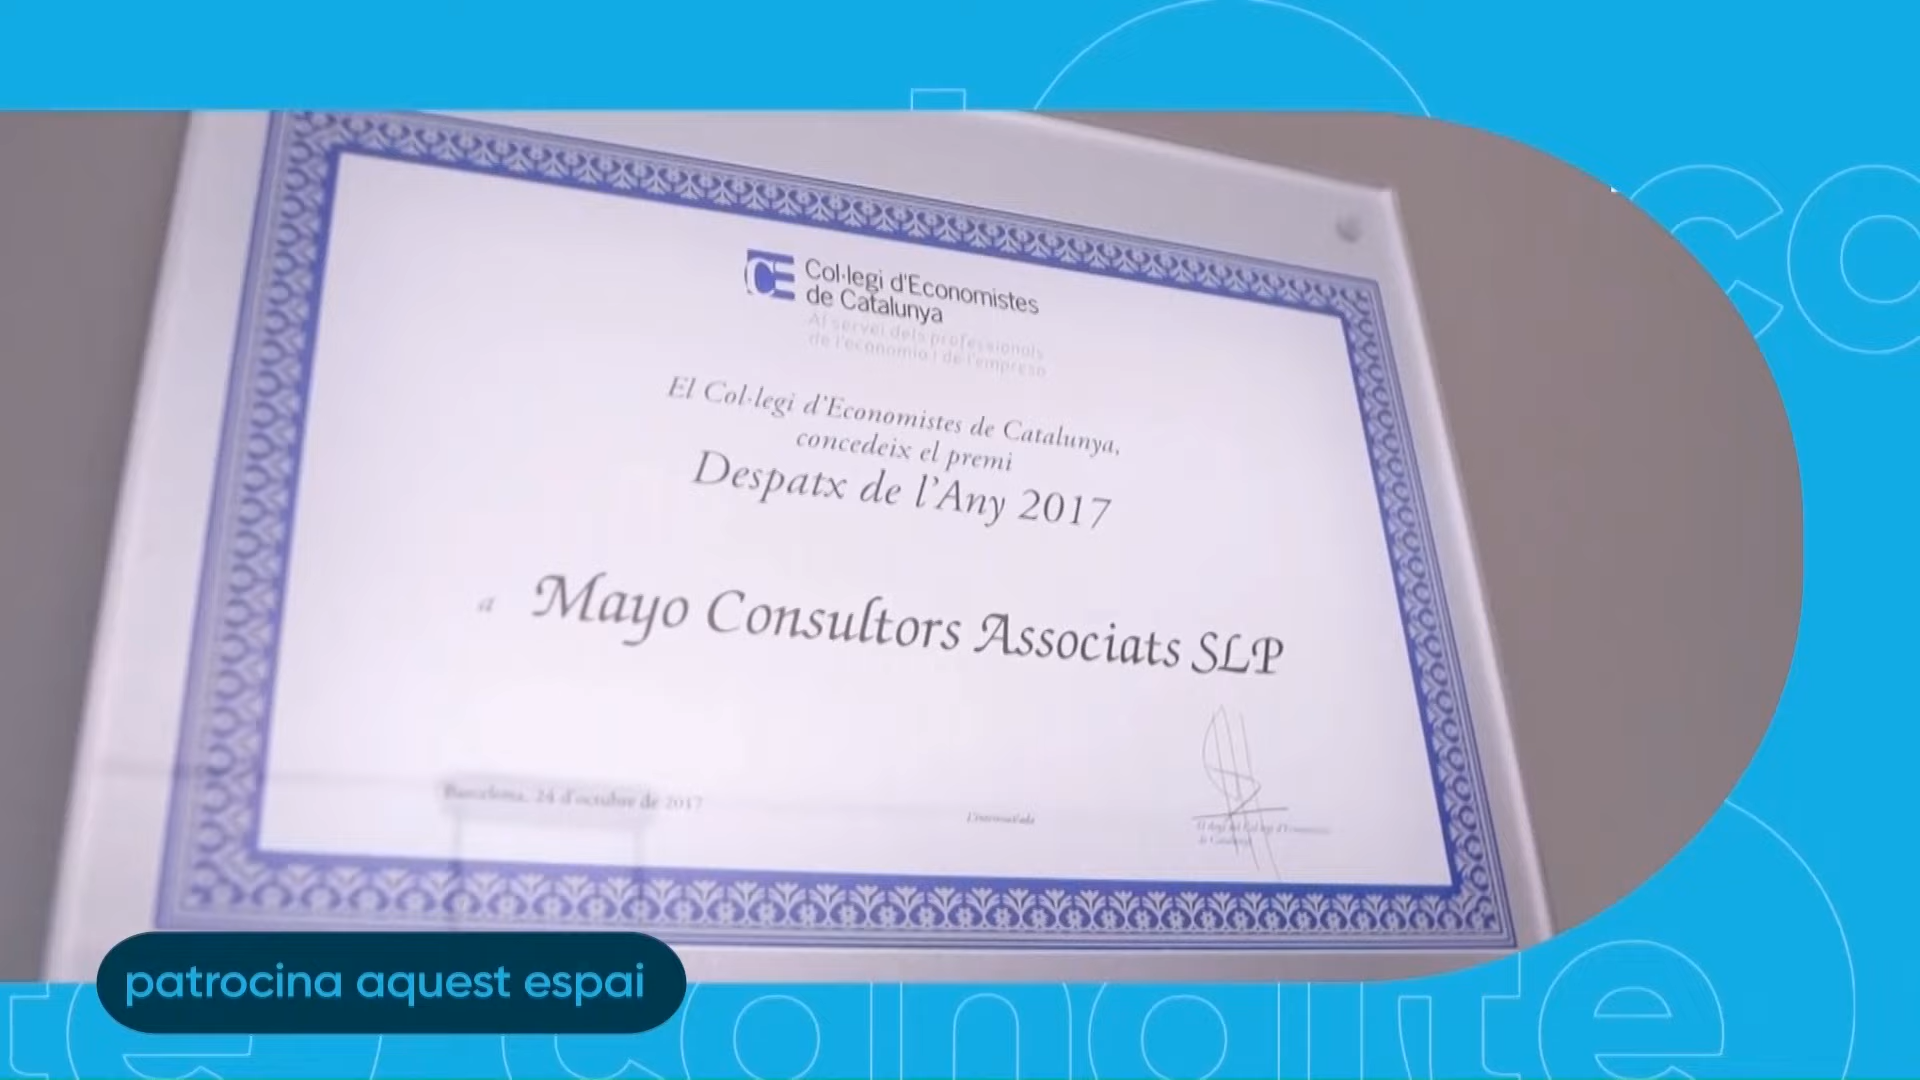 Col·legi d'Economistes
de Catalunya
Al servei dels professionals
de l'economia i de l'empresa
El Col·legi d'Economistes de Catalunya,
concedeix el premi
Despatx de l'Any 2017
a Mayo Consultors Associats SLP
Barcelona, 24 d'octubre de 2017
patrocina aquest espai